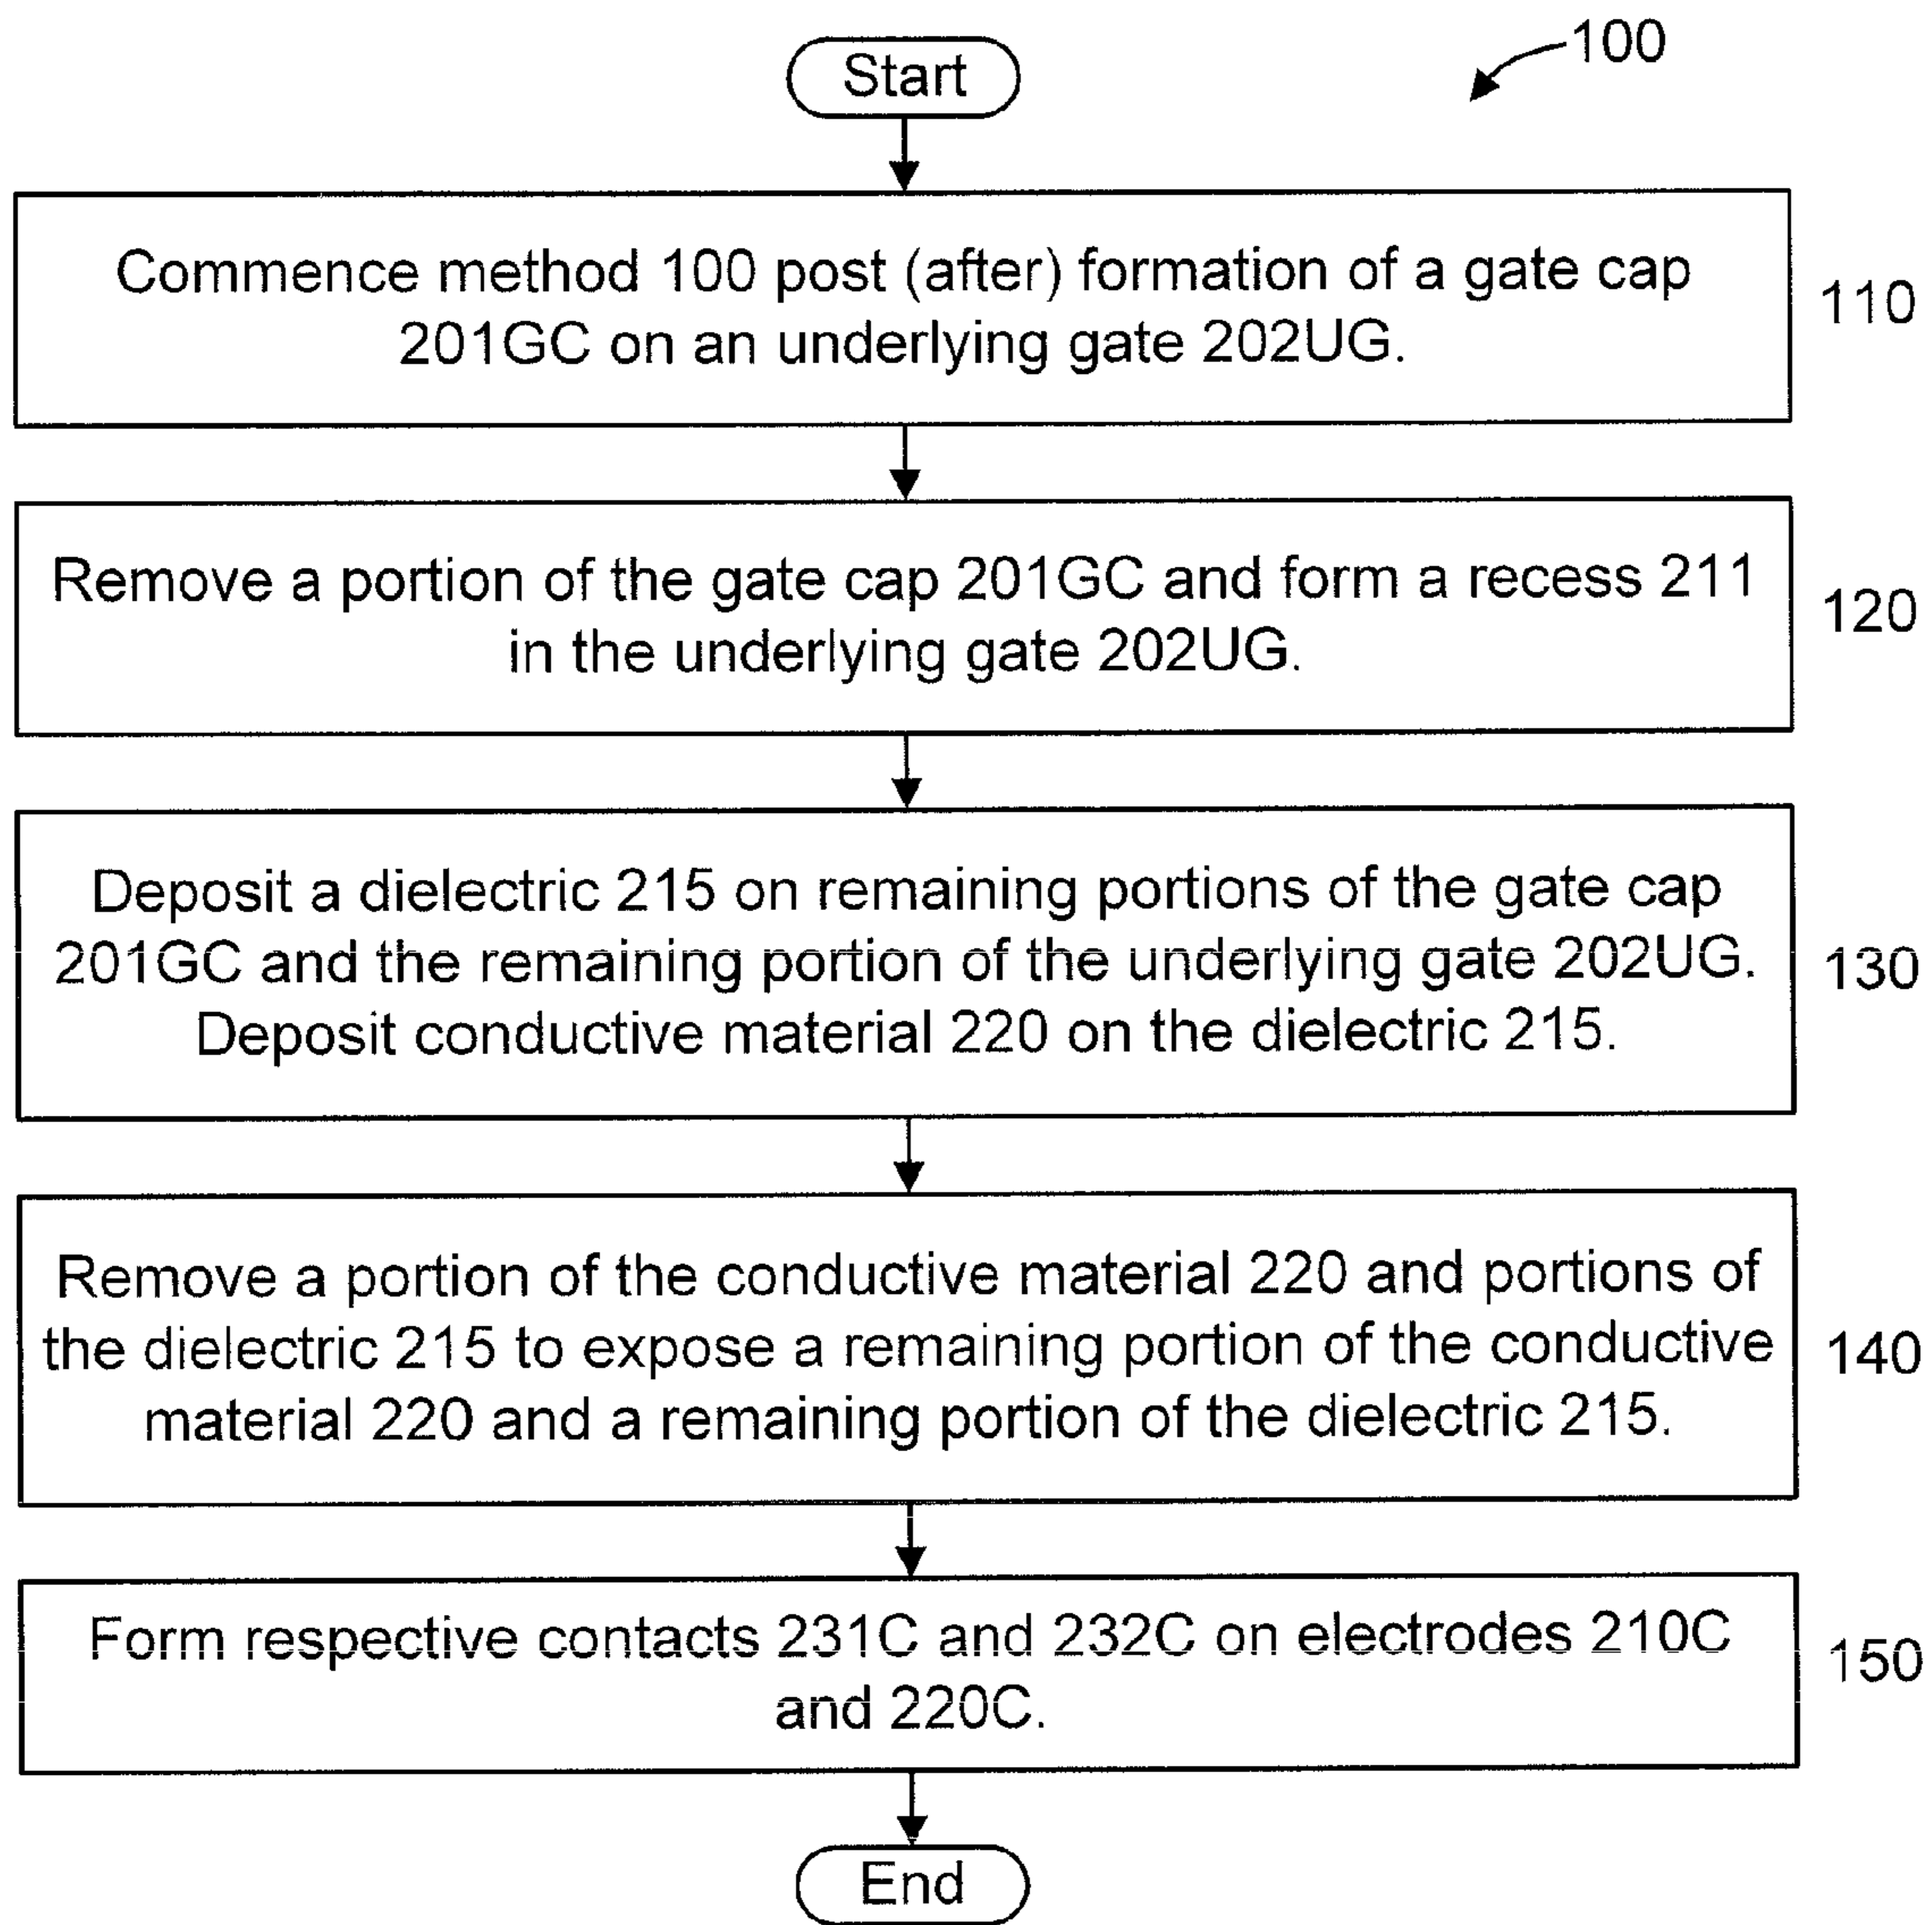 Start
100
Commence method 100 post (after) formation of a gate cap
201GC on an underlying gate 202UG.
110
Remove a portion of the gate cap 201GC and form a recess 211
in the underlying gate 202UG.
120
Deposit a dielectric 215 on remaining portions of the gate cap
201GC and the remaining portion of the underlying gate 202UG.
Deposit conductive material 220 on the dielectric 215.
130
Remove a portion of the conductive material 220 and portions of
the dielectric 215 to expose a remaining portion of the conductive
material 220 and a remaining portion of the dielectric 215.
140
Form respective contacts 231C and 232C on electrodes 210C
and 220C.
150
End